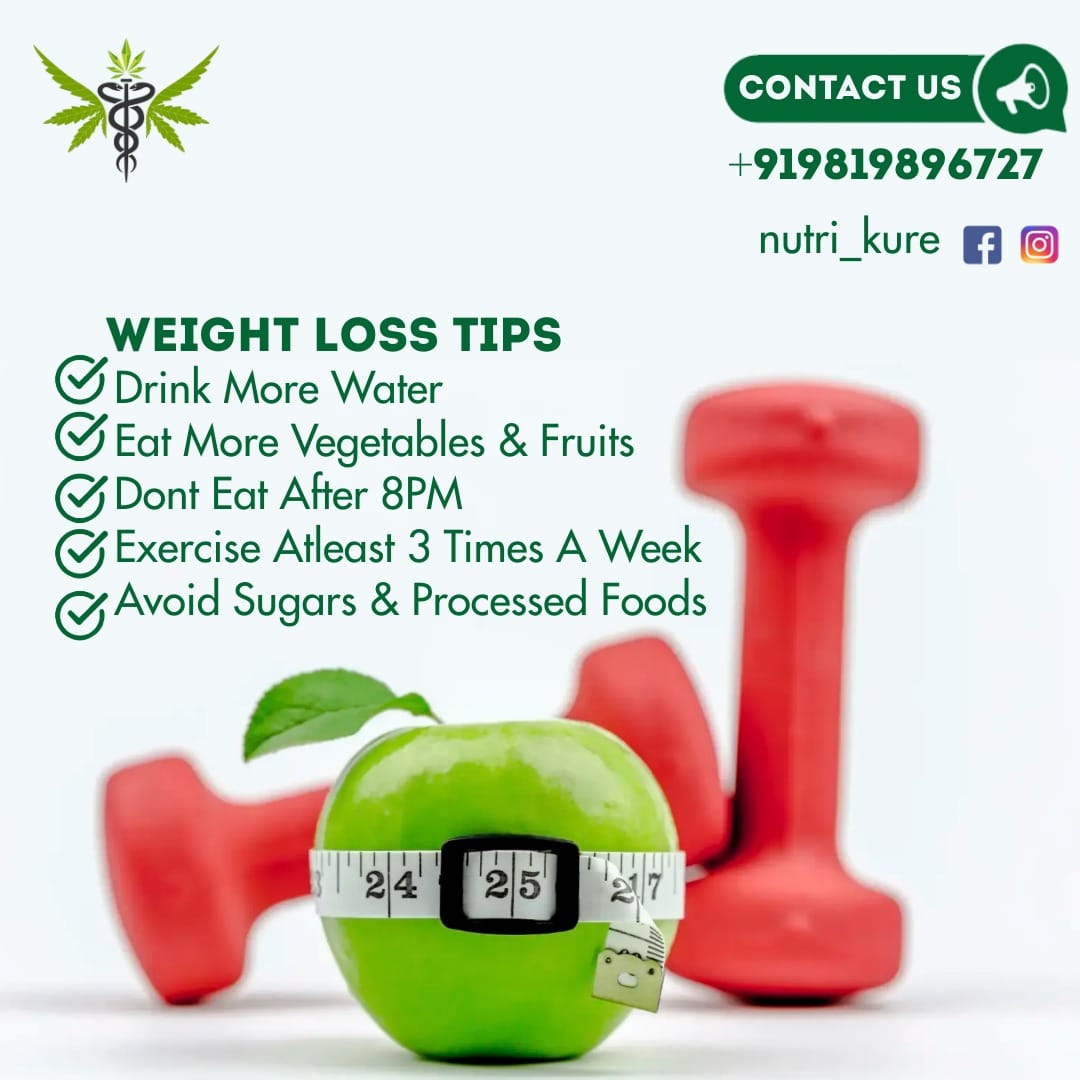 CONTACT US
+919819896727
nutri_kure
WEIGHT LOSS TIPS
Drink More Water
Eat More Vegetables & Fruits
Dont Eat After 8PM
Exercise Atleast 3 Times A Week
Avoid Sugars & Processed Foods
24 25 7